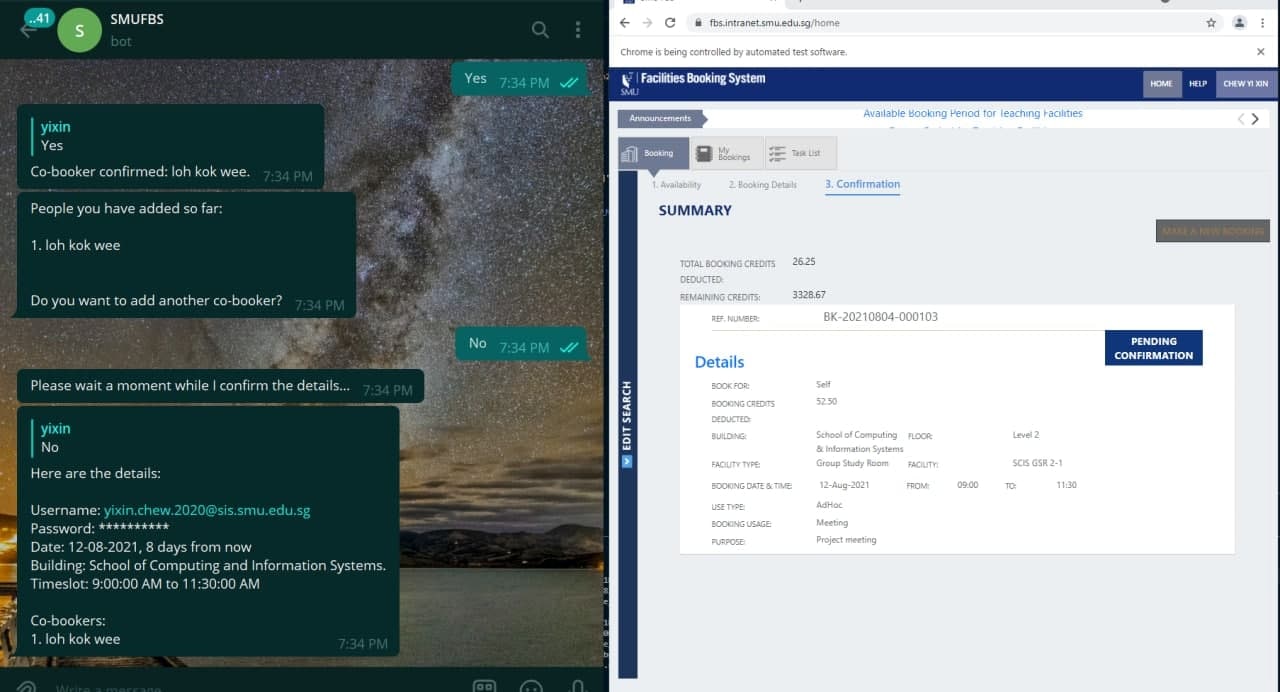 ..41
S
SMUFBS
bot
Yes 7:34 PM
yixin
Yes
Co-booker confirmed: loh kok wee. 7:34 PM
People you have added so far:
1. loh kok wee
Do you want to add another co-booker? 7:34 PM
No 7:34 PM
Please wait a moment while I confirm the details... 7:34 PM
yixin
No
Here are the details:
Username: yixin.chew.2020@sis.smu.edu.sg
Password: **********
Date: 12-08-2021, 8 days from now
Building: School of Computing and Information Systems.
Timeslot: 9:00:00 AM to 11:30:00 AM
Co-bookers:
1. loh kok wee 7:34 PM
Write a message
fbs.intranet.smu.edu.sg/home
Chrome is being controlled by automated test software.
SMU
Facilities Booking System
HOME HELP CHEW YI XIN
Announcements
Available Booking Period for Teaching Facilities
Booking
My Bookings
Task List
1. Availability 2. Booking Details 3. Confirmation
EDIT SEARCH
SUMMARY
MAKE A NEW BOOKING
TOTAL BOOKING CREDITS 26.25
DEDUCTED:
REMAINING CREDITS: 3328.67
REF. NUMBER: BK-20210804-000103
PENDING
CONFIRMATION
Details
BOOK FOR: Self
BOOKING CREDITS 52.50
DEDUCTED:
BUILDING: School of Computing FLOOR: Level 2
& Information Systems
FACILITY TYPE: Group Study Room FACILITY: SCIS GSR 2-1
BOOKING DATE & TIME: 12-Aug-2021 FROM: 09:00 TO: 11:30
USE TYPE: AdHoc
BOOKING USAGE: Meeting
PURPOSE: Project meeting